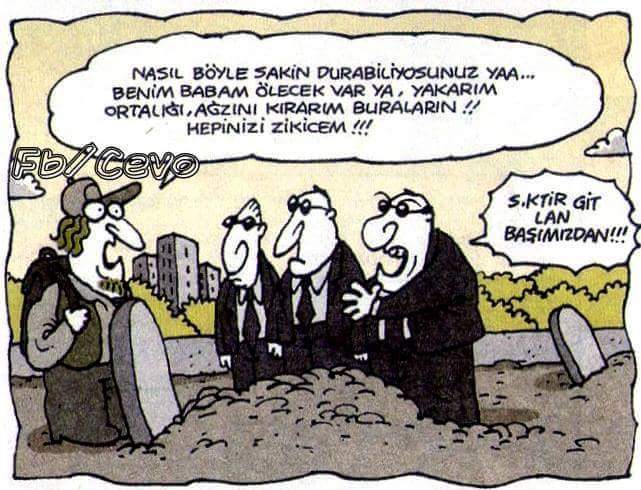 NASIL BÖYLE SAKİN DURABİLİYOSUNUZ YAA...
BENİM BABAM ÖLECEK VAR YA, YAKARIM
ORTALIĞI, AĞZINI KIRARIM BURALARIN!!
HEPİNİZİ ZİKİCEM!!!
Fb/Cevo
S.KTİR GİT
LAN
BAŞIMIZDAN!!!